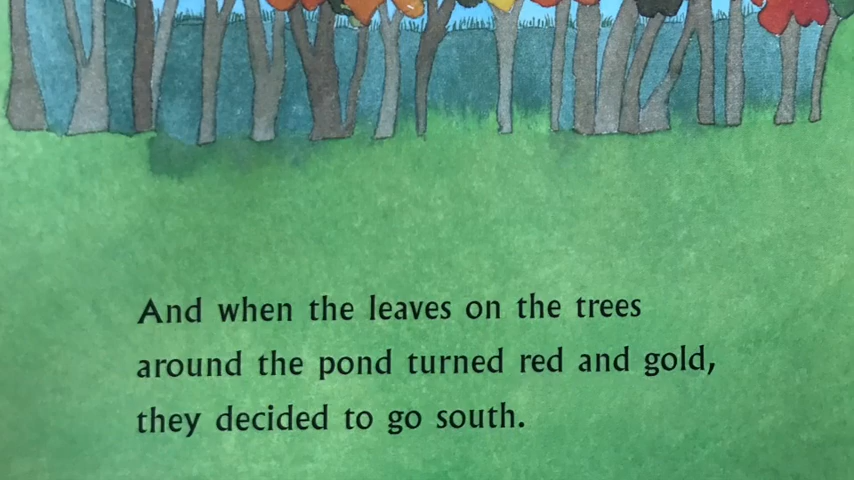 And when the leaves on the trees
around the pond turned red and gold,
they decided to go south.